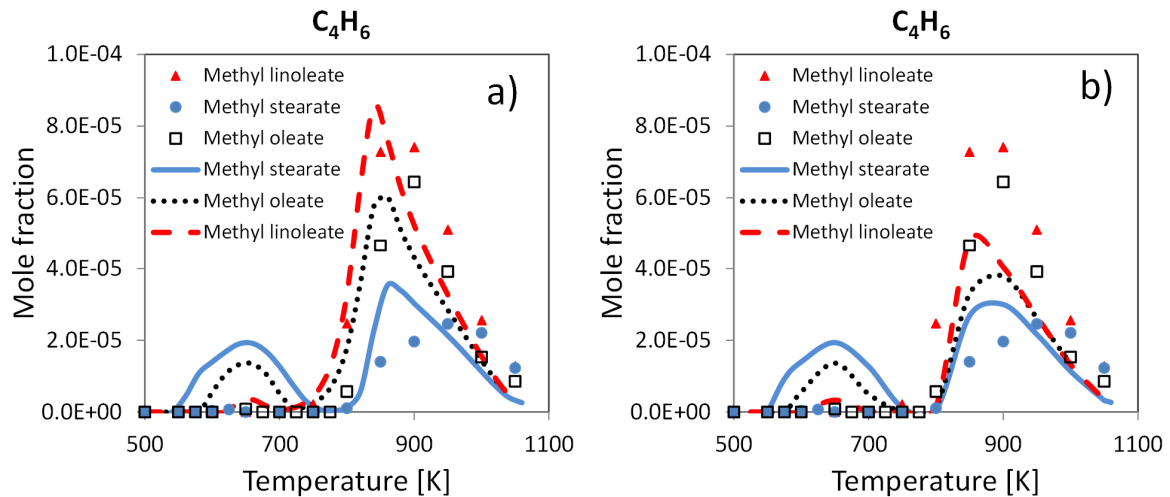 C₄H₆
1.0E-04
8.0E-05
6.0E-05
4.0E-05
2.0E-05
0.0E+00
Mole fraction
Methyl linoleate
Methyl stearate
Methyl oleate
Methyl stearate
Methyl oleate
Methyl linoleate
a)
500
700
900
1100
Temperature [K]
C₄H₆
1.0E-04
8.0E-05
6.0E-05
4.0E-05
2.0E-05
0.0E+00
Mole fraction
Methyl linoleate
Methyl stearate
Methyl oleate
Methyl stearate
Methyl oleate
Methyl linoleate
b)
500
700
900
1100
Temperature [K]